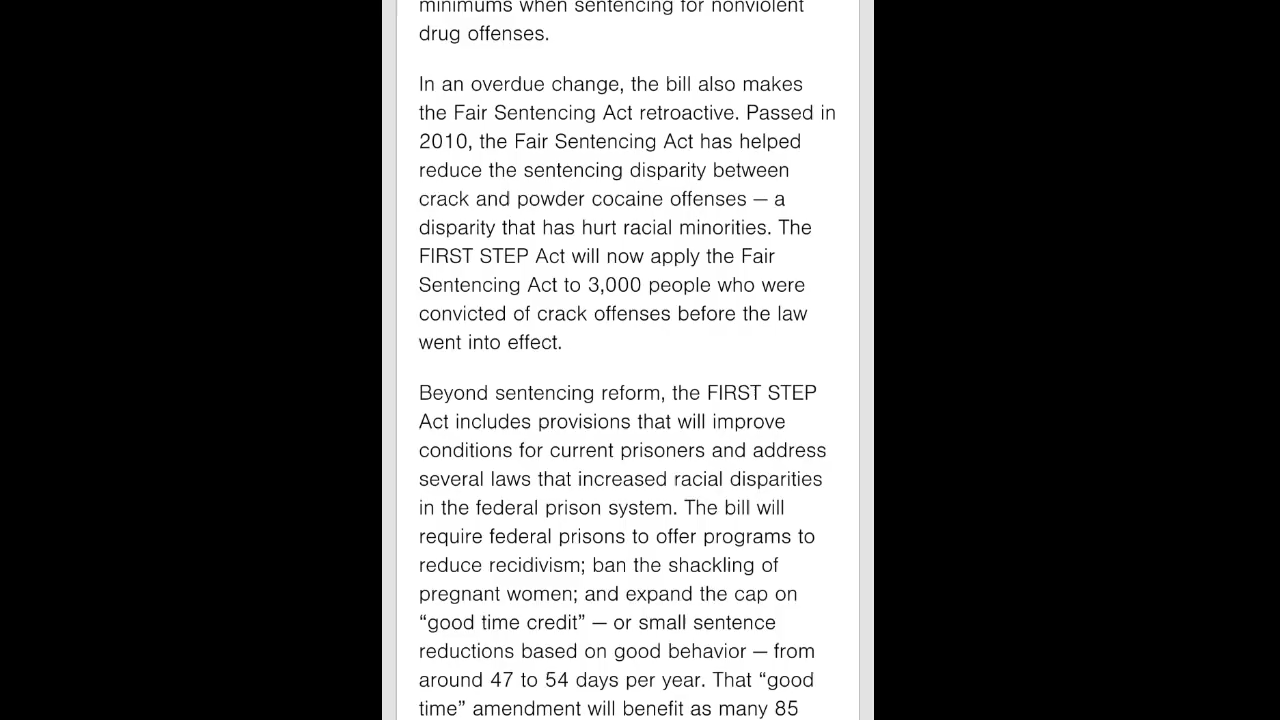 minimums when sentencing for nonviolent
drug offenses.
In an overdue change, the bill also makes
the Fair Sentencing Act retroactive. Passed in
2010, the Fair Sentencing Act has helped
reduce the sentencing disparity between
crack and powder cocaine offenses — a
disparity that has hurt racial minorities. The
FIRST STEP Act will now apply the Fair
Sentencing Act to 3,000 people who were
convicted of crack offenses before the law
went into effect.
Beyond sentencing reform, the FIRST STEP
Act includes provisions that will improve
conditions for current prisoners and address
several laws that increased racial disparities
in the federal prison system. The bill will
require federal prisons to offer programs to
reduce recidivism; ban the shackling of
pregnant women; and expand the cap on
“good time credit” — or small sentence
reductions based on good behavior — from
around 47 to 54 days per year. That “good
time” amendment will benefit as many 85